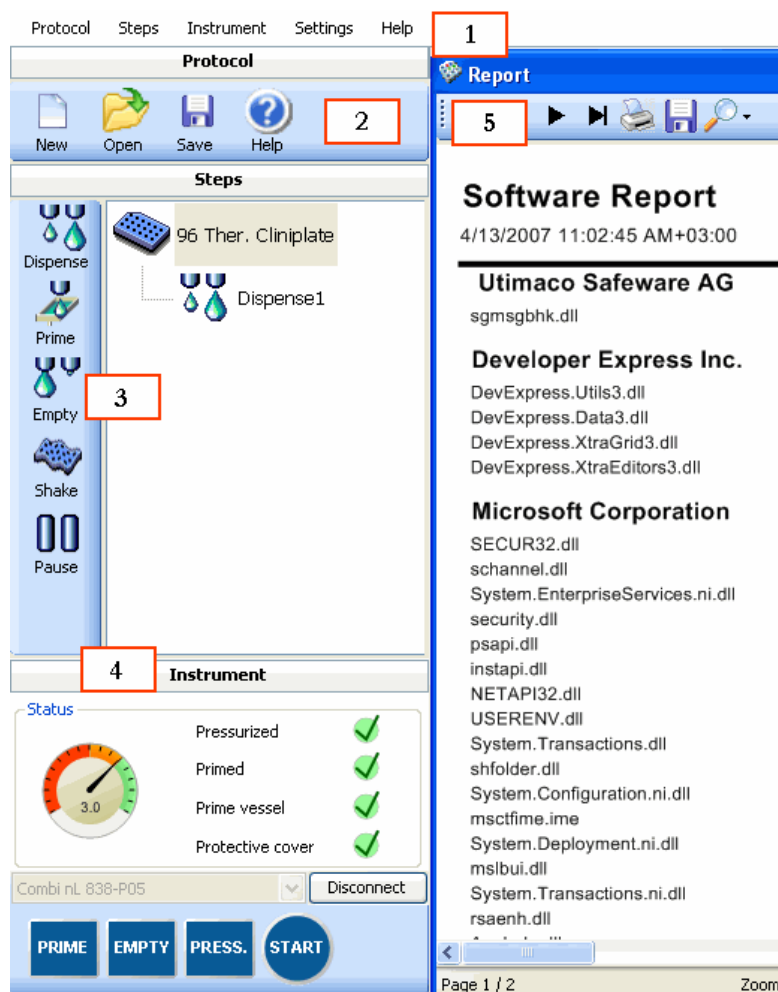 Protocol Steps Instrument Settings Help
1
Protocol
New Open Save Help
2
Steps
Dispense
Prime
Empty
Shake
Pause
3
96 Ther. Cliniplate
Dispense1
4
Instrument
Status
3.0
Pressurized
Primed
Prime vessel
Protective cover
Combi nL 838-P05
Disconnect
PRIME EMPTY PRESS. START
Report
5
Software Report
4/13/2007 11:02:45 AM+03:00
Utimaco Safeware AG
sgmsgbhk.dll
Developer Express Inc.
DevExpress.Utils3.dll
DevExpress.Data3.dll
DevExpress.XtraGrid3.dll
DevExpress.XtraEditors3.dll
Microsoft Corporation
SECUR32.dll
schannel.dll
System.EnterpriseServices.ni.dll
security.dll
psapi.dll
instapi.dll
NETAPI32.dll
USERENV.dll
System.Transactions.dll
shfolder.dll
System.Configuration.ni.dll
msctfime.ime
System.Deployment.ni.dll
mslbui.dll
System.Transactions.ni.dll
rsaenh.dll
Page 1 / 2
Zoom